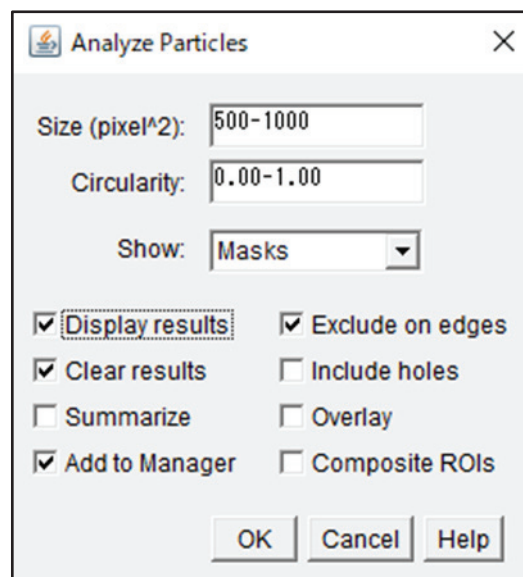 Analyze Particles
Size (pixel^2): 500-1000
Circularity: 0.00-1.00
Show: Masks
Display results Exclude on edges
Clear results Include holes
Summarize Overlay
Add to Manager Composite ROIs
OK Cancel Help